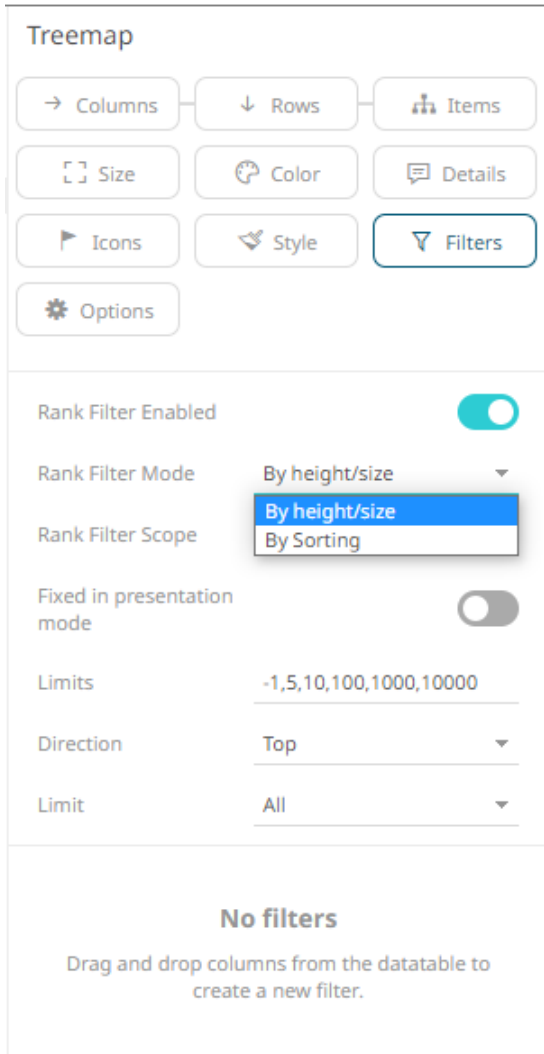 Treemap
Columns
Rows
Items
Size
Color
Details
Icons
Style
Filters
Options
Rank Filter Enabled
Rank Filter Mode
By height/size
By height/size
Rank Filter Scope
By Sorting
Fixed in presentation
mode
Limits
-1,5,10,100,1000,10000
Direction
Top
Limit
All
No filters
Drag and drop columns from the datatable to
create a new filter.